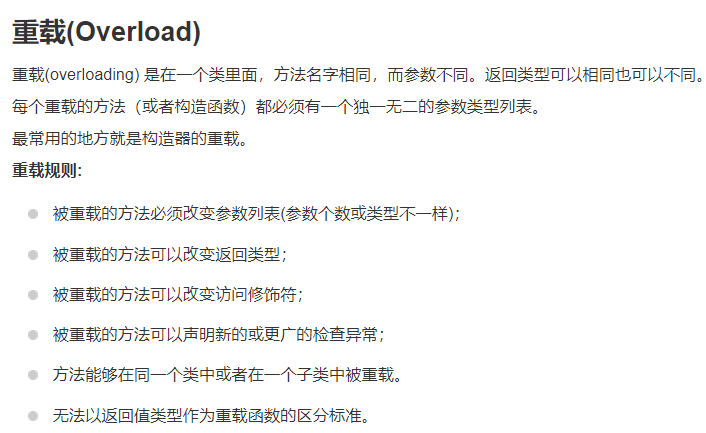 重载(Overload)
重载(overloading) 是在一个类里面，方法名字相同，而参数不同。返回类型可以相同也可以不同。
每个重载的方法（或者构造函数）都必须有一个独一无二的参数类型列表。
最常用的地方就是构造器的重载。
重载规则:
被重载的方法必须改变参数列表(参数个数或类型不一样)；
被重载的方法可以改变返回类型；
被重载的方法可以改变访问修饰符；
被重载的方法可以声明新的或更广的检查异常；
方法能够在同一个类中或者在一个子类中被重载。
无法以返回值类型作为重载函数的区分标准。